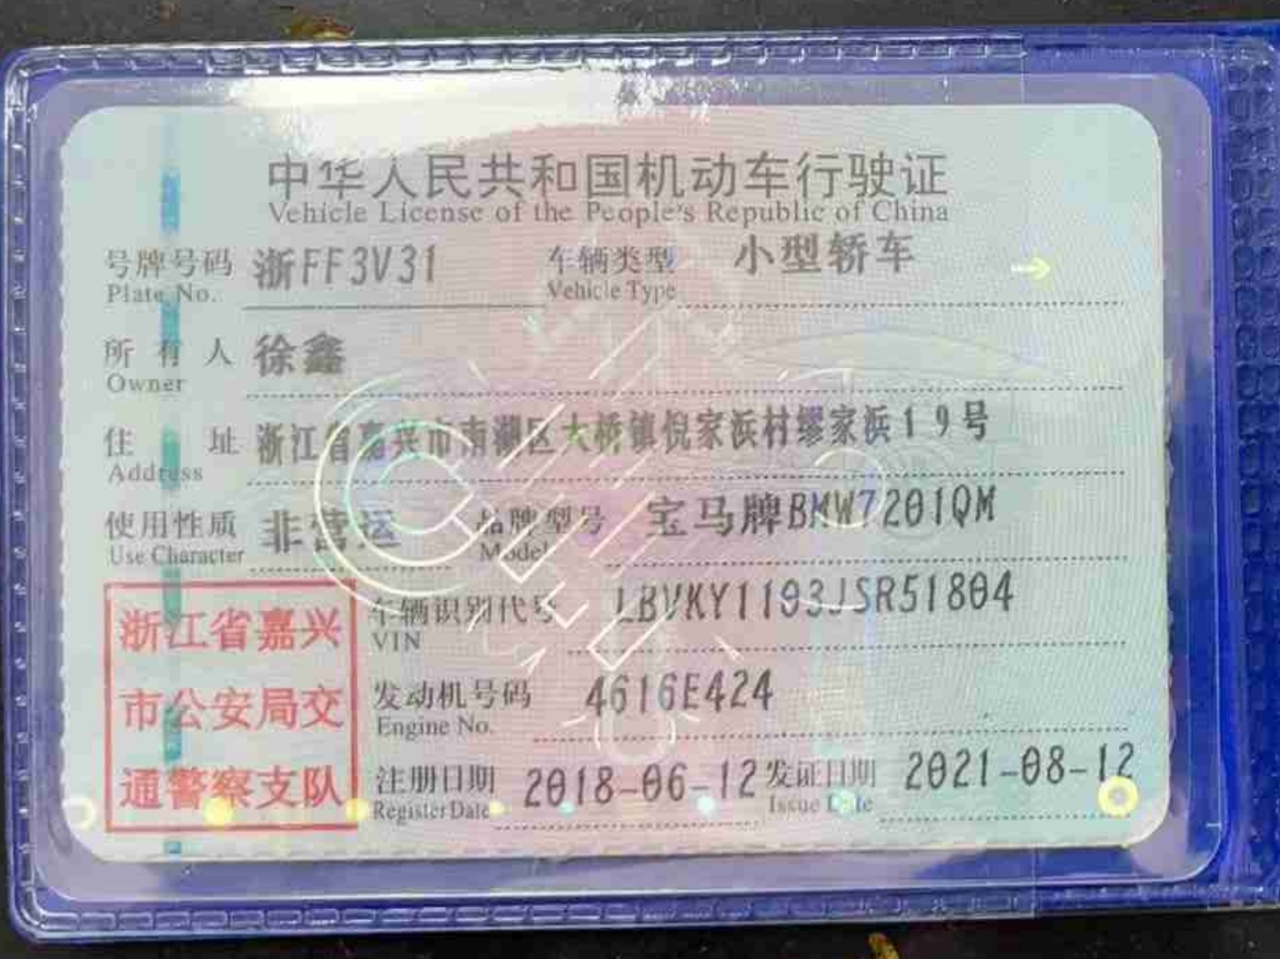 中华人民共和国机动车行驶证
Vehicle License of the People's Republic of China
号牌号码 浙FF3V31 车辆类型 小型轿车
Plate No. Vehicle Type
所有人 徐鑫
Owner
住址 浙江省嘉兴市南湖区大桥镇倪家浜村缪家浜19号
Address
使用性质 非营运 品牌型号 宝马牌BMW7201QM
Use Character Model
车辆识别代号 LBVKY1103JSR51804
VIN
发动机号码 4616E424
Engine No.
注册日期 2018-06-12 发证日期 2021-08-12
Register Date Issue Date
浙江省嘉兴
市公安局交
通警察支队